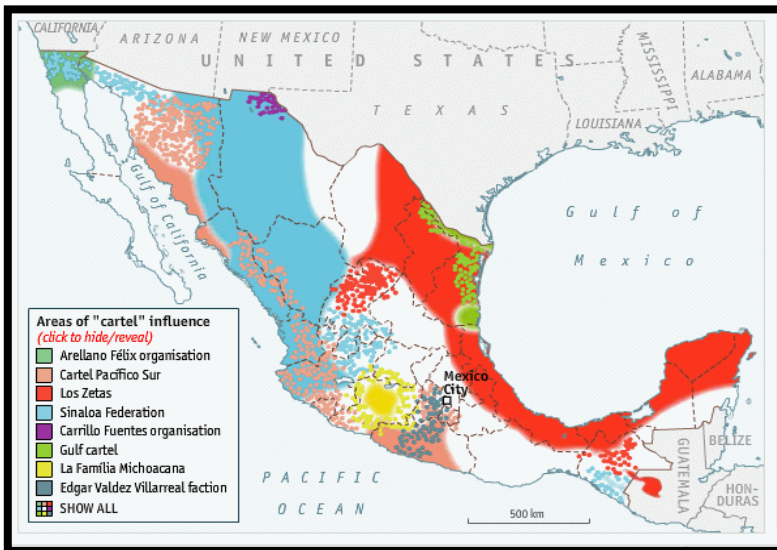 CALIFORNIA
ARIZONA
NEW MEXICO
UNITED STATES
MISSISSIPPI
ALABAMA
TEXAS
LOUISIANA
Gulf of California
Gulf of
Mexico
Areas of "cartel" influence
(click to hide/reveal)
Arellano Félix organisation
Cartel Pacífico Sur
Los Zetas
Sinaloa Federation
Carrillo Fuentes organisation
Gulf cartel
La Família Michoacana
Edgar Valdez Villarreal faction
SHOW ALL
Mexico
City
PACIFIC
OCEAN
500 km
GUATEMALA
BELIZE
HON-
DURAS